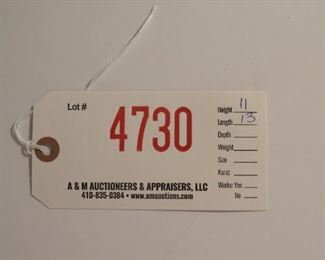 Lot #
4730
Height 11
Length 13
Depth
Weight
Size
Karat
Works: Yes
No
A & M AUCTIONEERS & APPRAISERS, LLC
410-835-0384 • www.amauctions.com